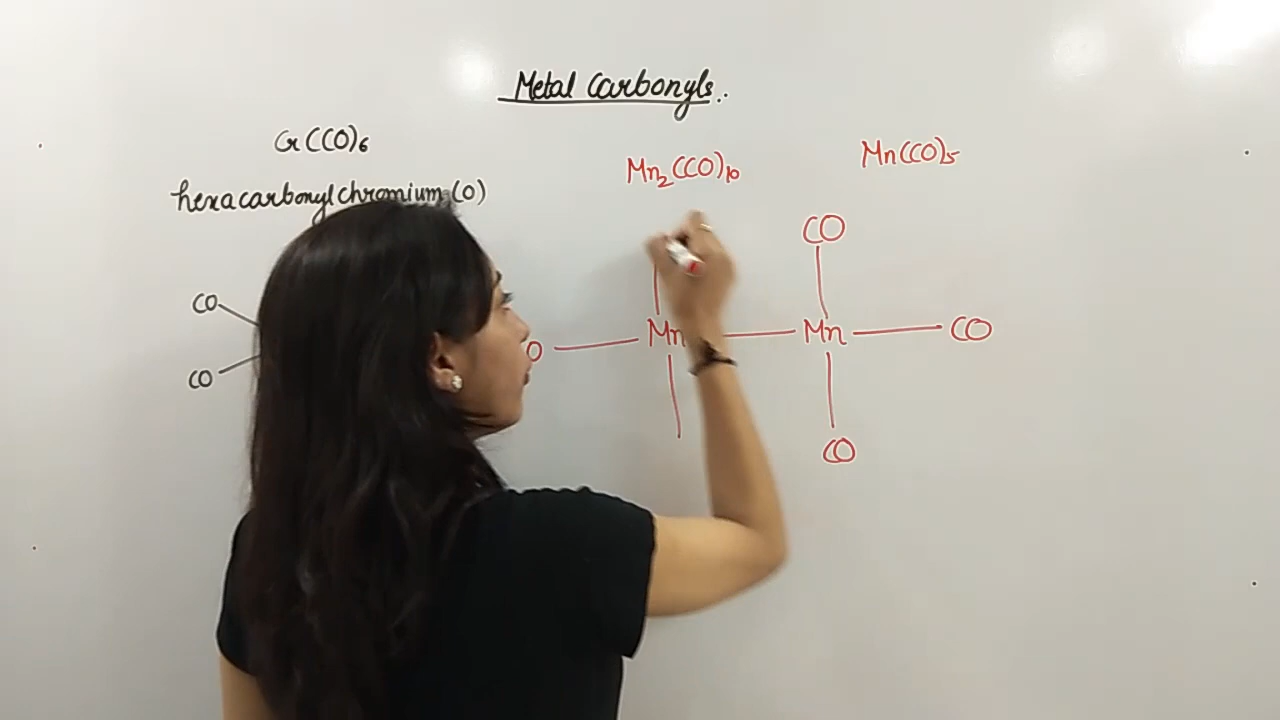 Metal Carbonyls.
Cr(CO)6
Mn2(CO)10
Mn(CO)5
hexacarbonylchromium(0)
CO
CO
CO
O Mn Mn CO
CO
CO